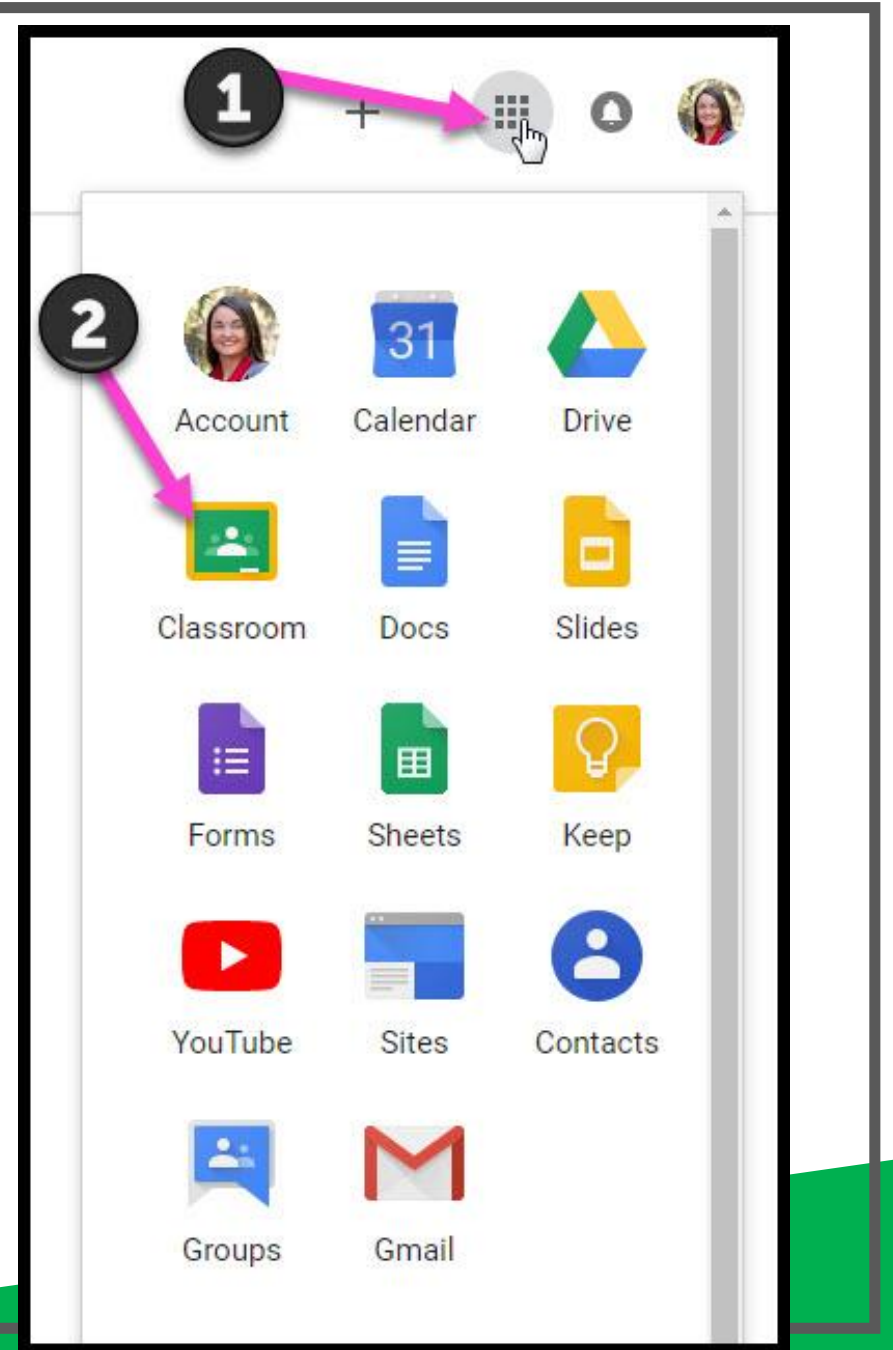 1
2
31
Account Calendar Drive
Classroom Docs Slides
Forms Sheets Keep
YouTube Sites Contacts
Groups Gmail